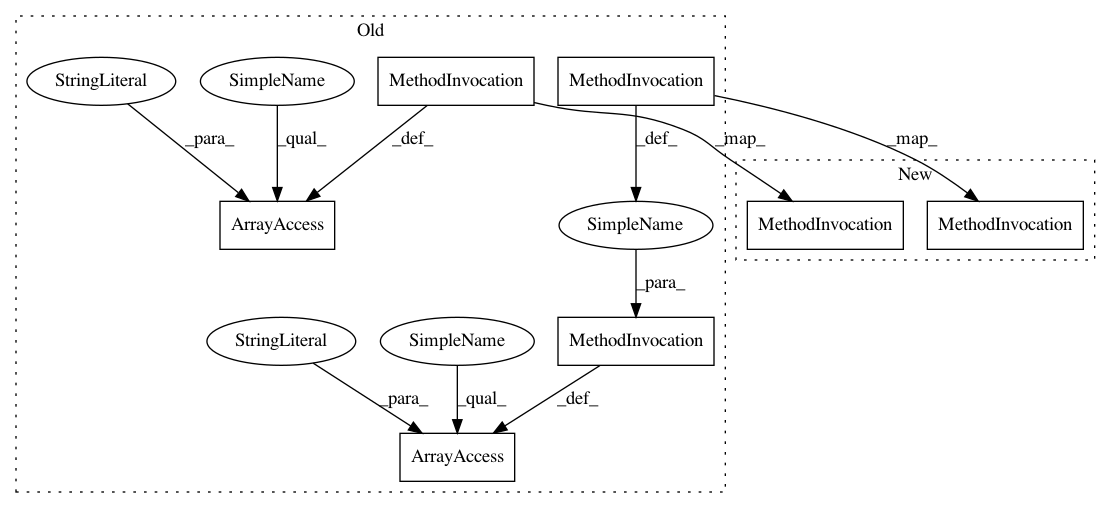 Old
StringLiteral
SimpleName
MethodInvocation
MethodInvocation
_para_
_qual_
_def_
_def_
_map_
_map_
New
ArrayAccess
SimpleName
MethodInvocation
MethodInvocation
_para_
StringLiteral
SimpleName
MethodInvocation
_para_
_qual_
_def_
ArrayAccess